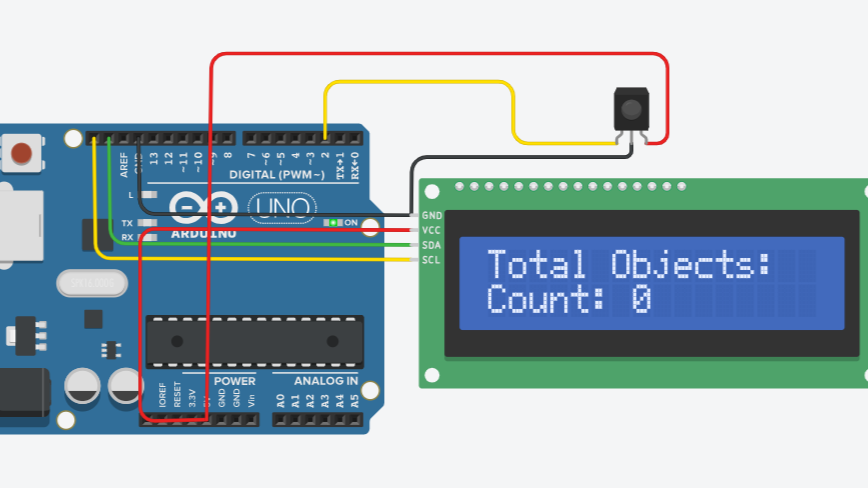 AREF
GND
13
12
~11
~10
~9
8
7
~6
~5
4
~3
2
TX→1
RX←0
DIGITAL (PWM~)
L
TX
RX
ARDUINO
UNO
ON
GND
VCC
SDA
SCL
Total Objects:
Count: 0
POWER
ANALOG IN
IOREF
RESET
3.3V
GND
GND
Vin
A0
A1
A2
A3
A4
A5